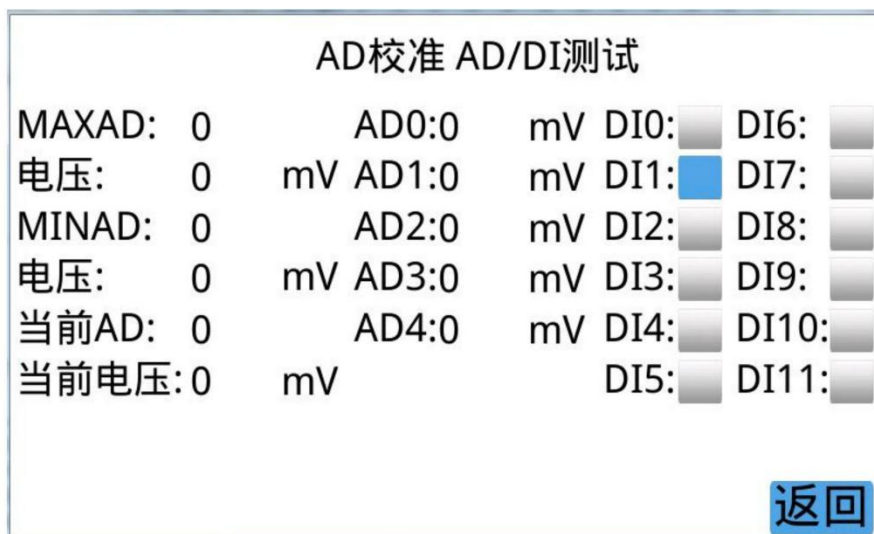 AD校准 AD/DI测试
MAXAD: 0 AD0:0 mV DI0: DI6:
电压: 0 mV AD1:0 mV DI1: DI7:
MINAD: 0 AD2:0 mV DI2: DI8:
电压: 0 mV AD3:0 mV DI3: DI9:
当前AD: 0 AD4:0 mV DI4: DI10:
当前电压: 0 mV DI5: DI11:
返回